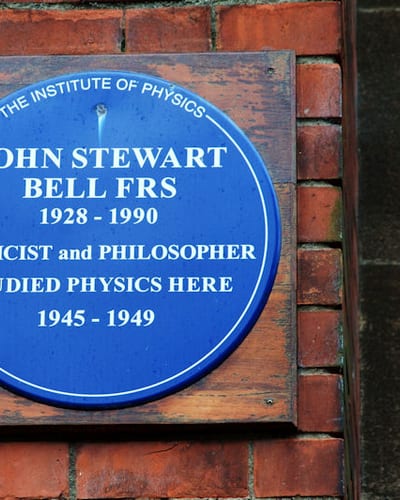 THE INSTITUTE OF PHYSICS
OHN STEWART
BELL FRS
1928 - 1990
ICIST and PHILOSOPHER
UDIED PHYSICS HERE
1945 - 1949